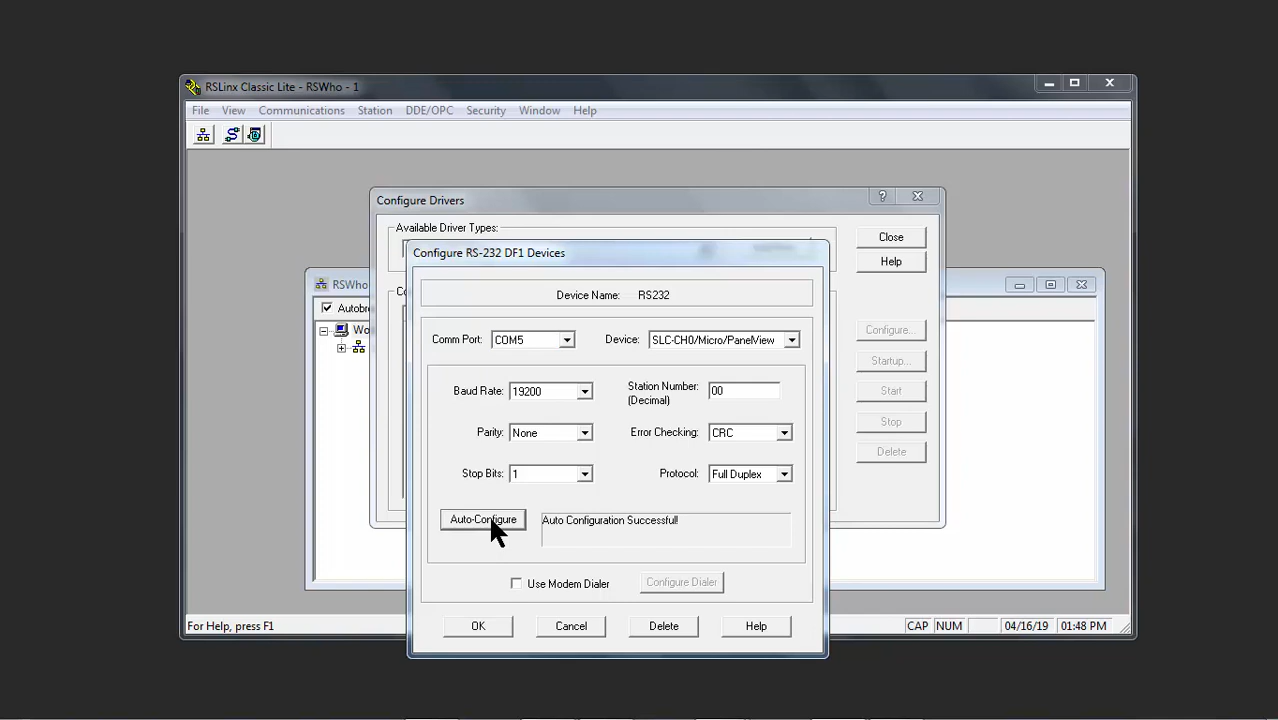 RSLinx Classic Lite - RSWho - 1
File View Communications Station DDE/OPC Security Window Help
Configure Drivers
Available Driver Types:
Close
Help
Configure RS-232 DF1 Devices
RSWho
Device Name: RS232
Autobro
Wo
Comm Port: COM5 Device: SLC-CH0/Micro/PanelView
Configure...
Startup...
Baud Rate: 19200 Station Number: 00
(Decimal)
Start
Stop
Parity: None Error Checking: CRC
Delete
Stop Bits: 1 Protocol: Full Duplex
Auto-Configure Auto Configuration Successful!
Use Modem Dialer Configure Dialer
OK Cancel Delete Help
For Help, press F1 CAP NUM 04/16/19 01:48 PM